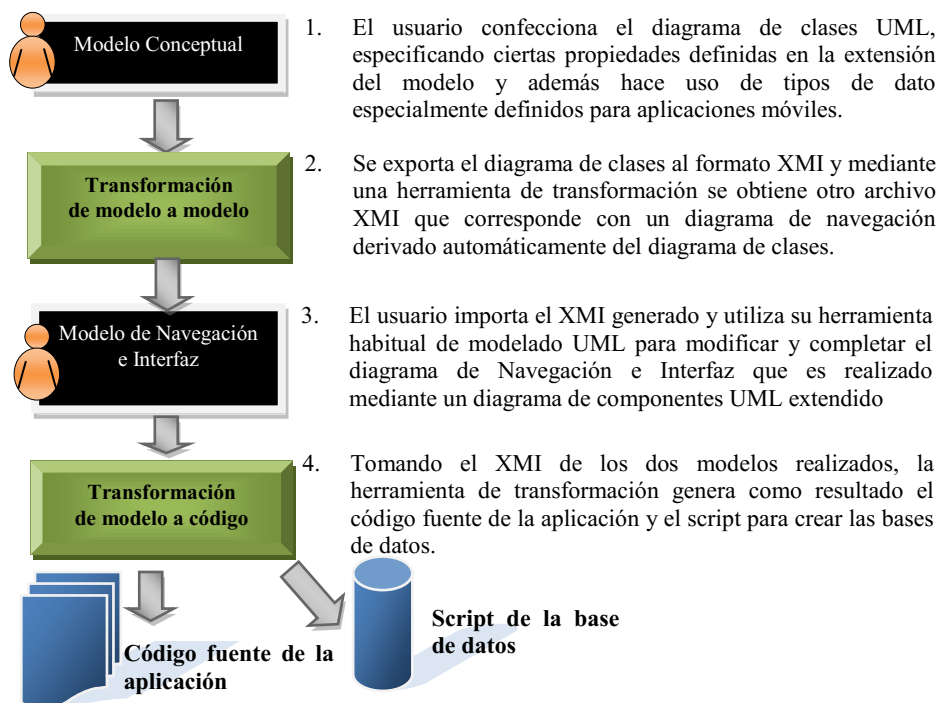 Modelo Conceptual
1. El usuario confecciona el diagrama de clases UML,
especificando ciertas propiedades definidas en la extensión
del modelo y además hace uso de tipos de dato
especialmente definidos para aplicaciones móviles.
Transformación
de modelo a modelo
2. Se exporta el diagrama de clases al formato XMI y mediante
una herramienta de transformación se obtiene otro archivo
XMI que corresponde con un diagrama de navegación
derivado automáticamente del diagrama de clases.
Modelo de Navegación
e Interfaz
3. El usuario importa el XMI generado y utiliza su herramienta
habitual de modelado UML para modificar y completar el
diagrama de Navegación e Interfaz que es realizado
mediante un diagrama de componentes UML extendido
Transformación
de modelo a código
4. Tomando el XMI de los dos modelos realizados, la
herramienta de transformación genera como resultado el
código fuente de la aplicación y el script para crear las bases
de datos.
Código fuente de la
aplicación
Script de la base
de datos